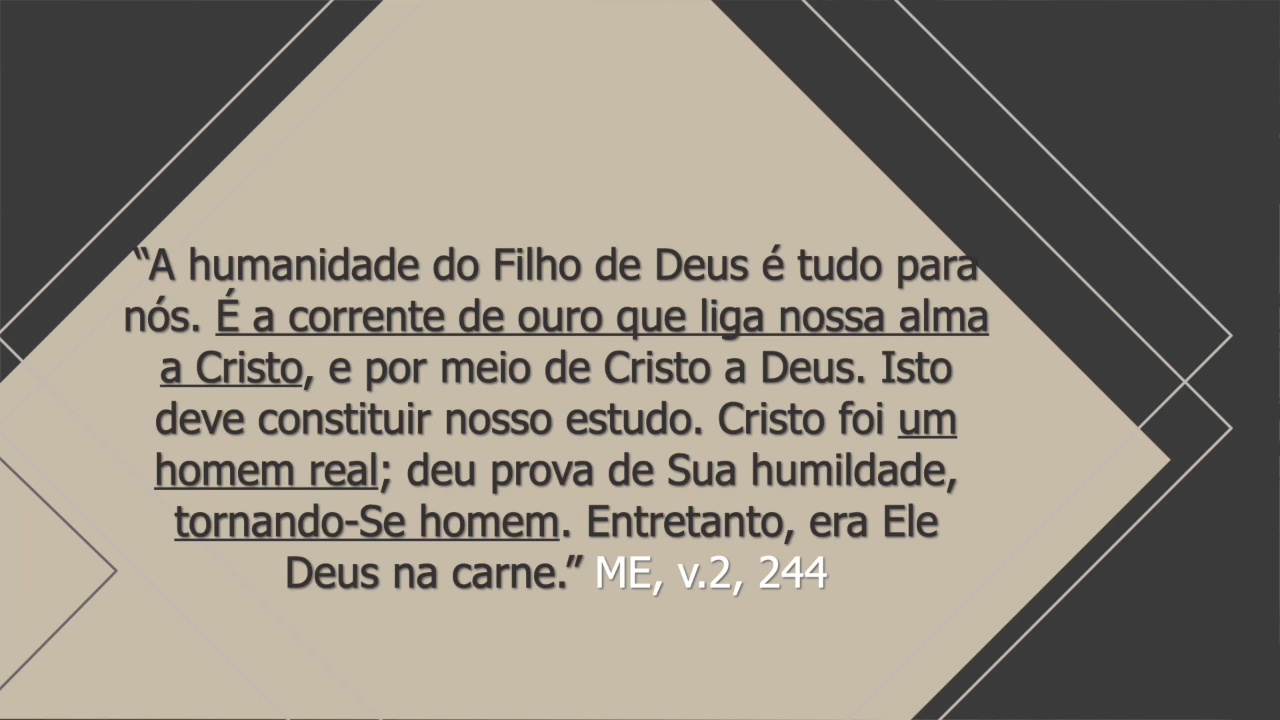 “A humanidade do Filho de Deus é tudo para
nós. É a corrente de ouro que liga nossa alma
a Cristo, e por meio de Cristo a Deus. Isto
deve constituir nosso estudo. Cristo foi um
homem real; deu prova de Sua humildade,
tornando-Se homem. Entretanto, era Ele
Deus na carne.” ME, v.2, 244